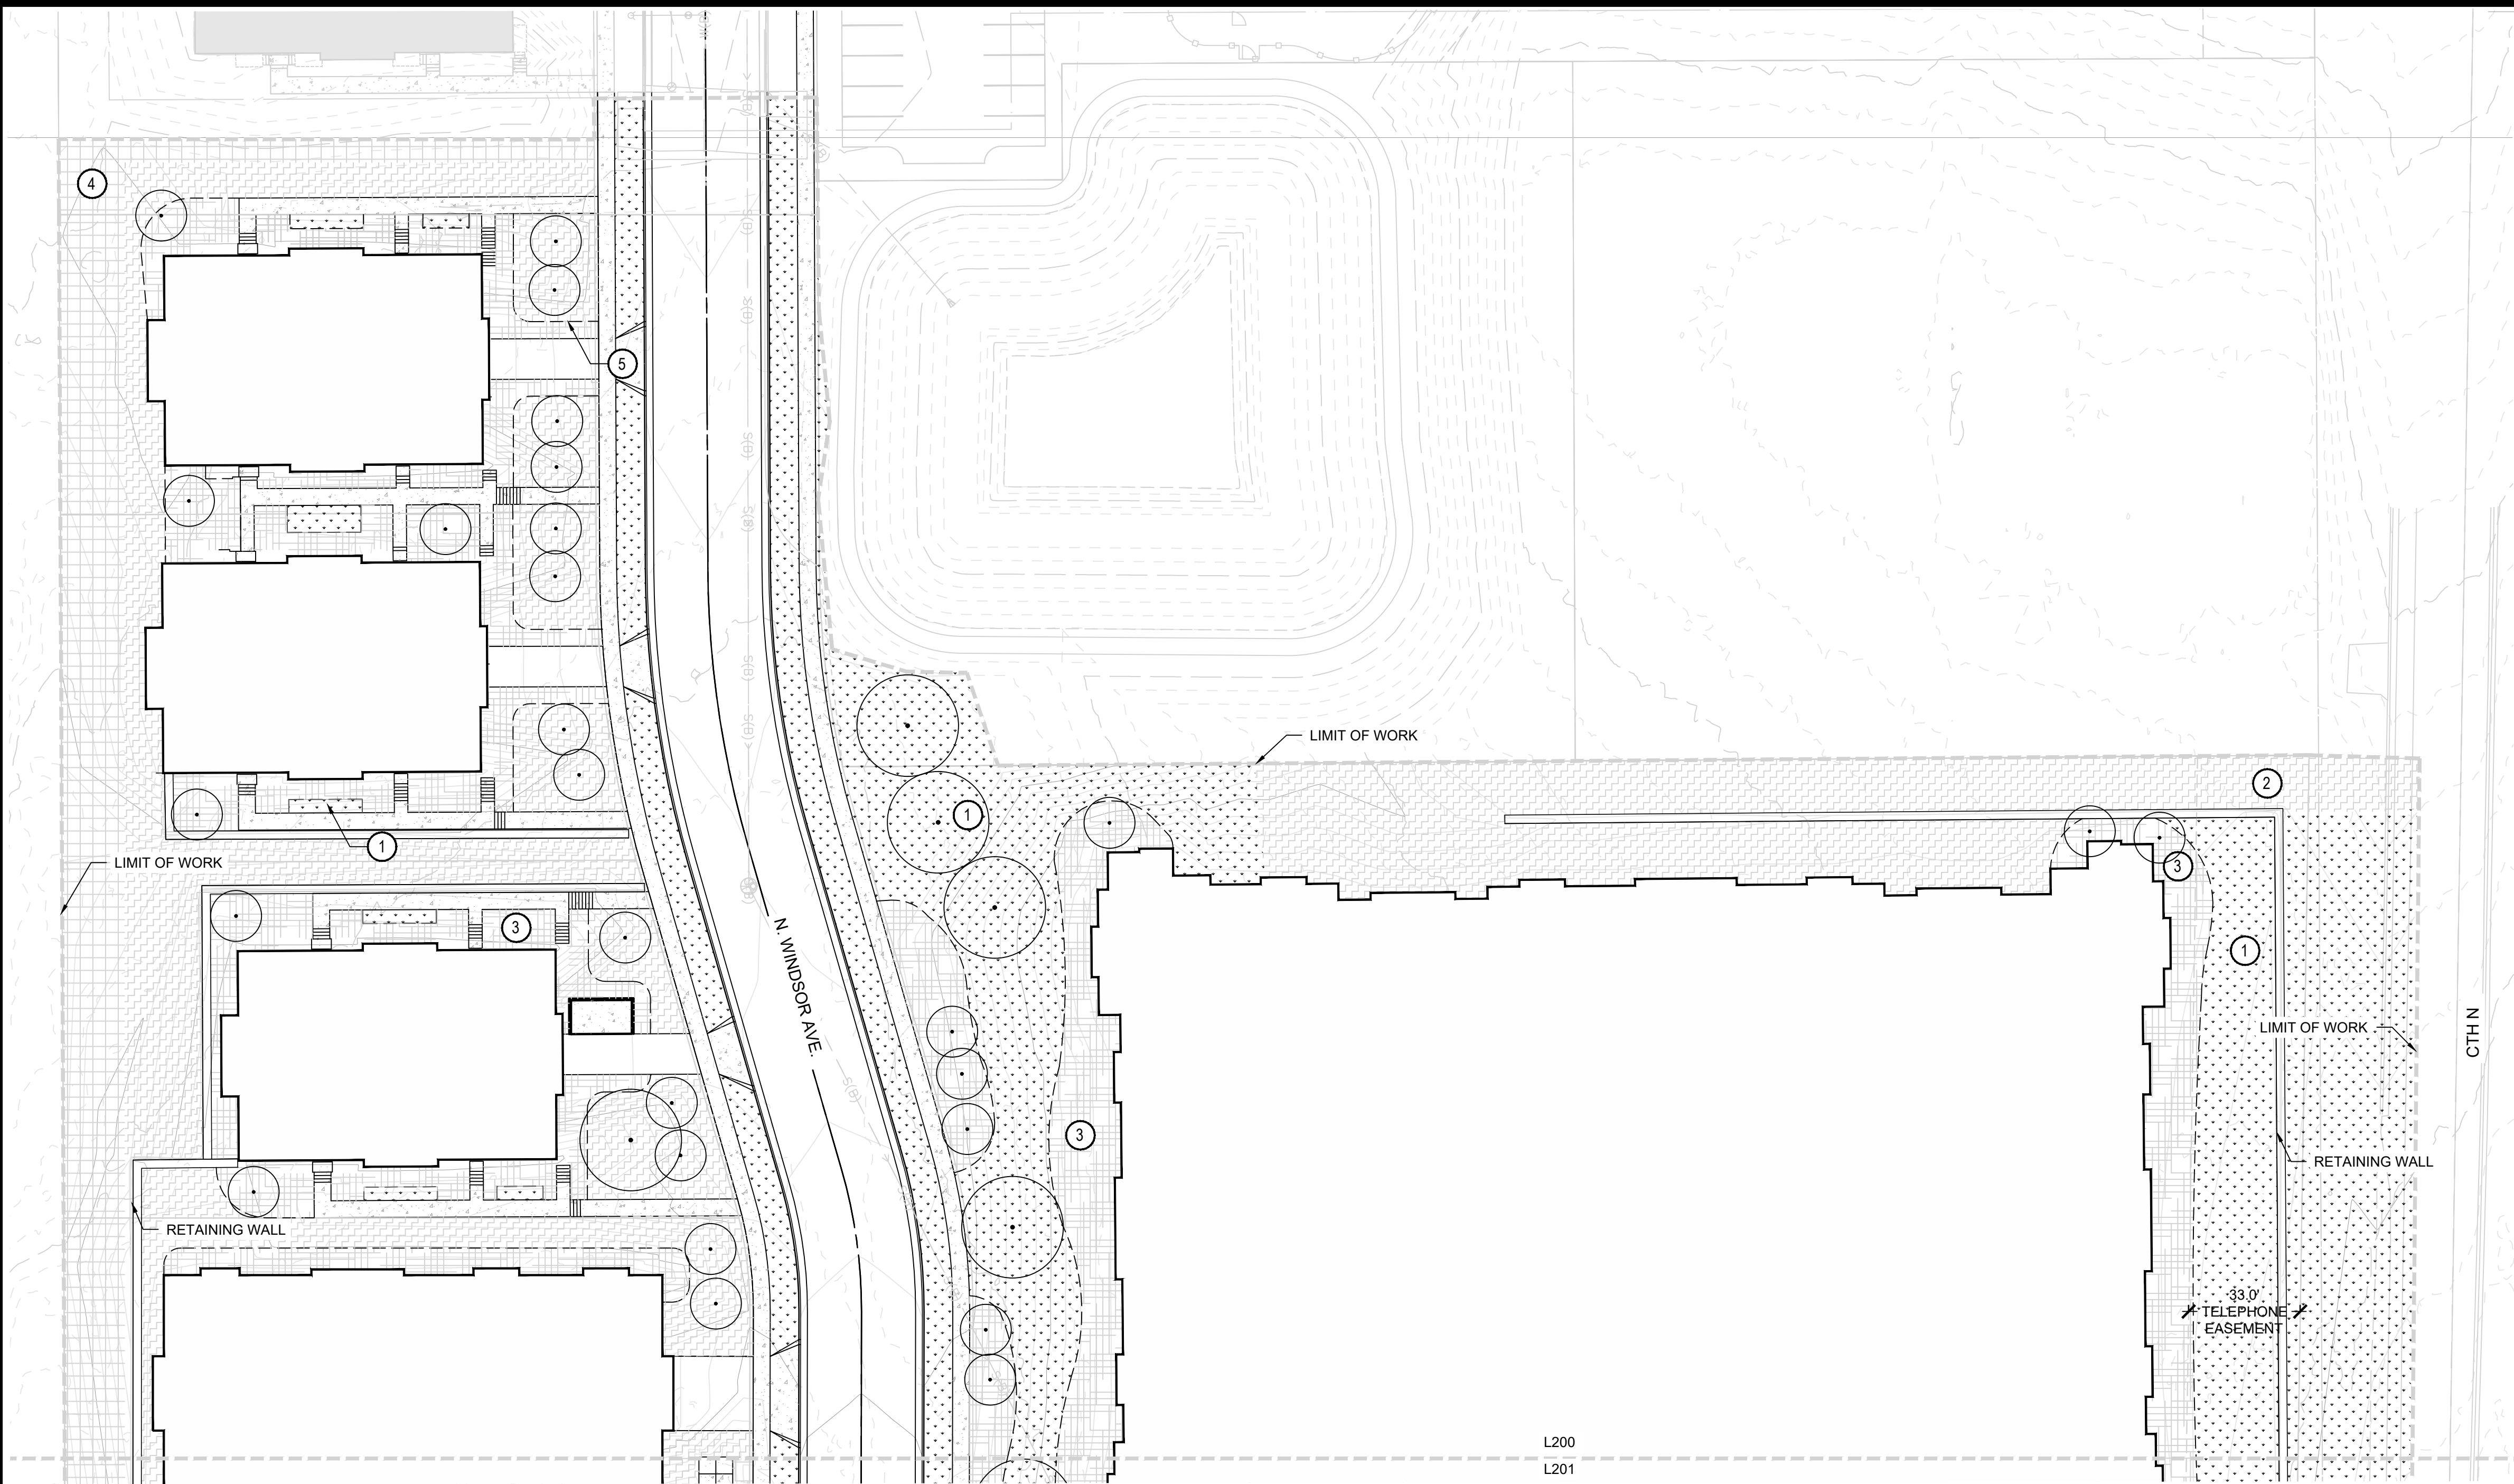 4
5
S(B)
S(B)
S(B)
S(B)
S(B)
S(B)
S(B)
LIMIT OF WORK
2
1
1
3
LIMIT OF WORK
3
1
N. WINDSOR AVE.
LIMIT OF WORK
CTH N
S(B)
3
RETAINING WALL
RETAINING WALL
33.0'
TELEPHONE
EASEMENT
L200
L201